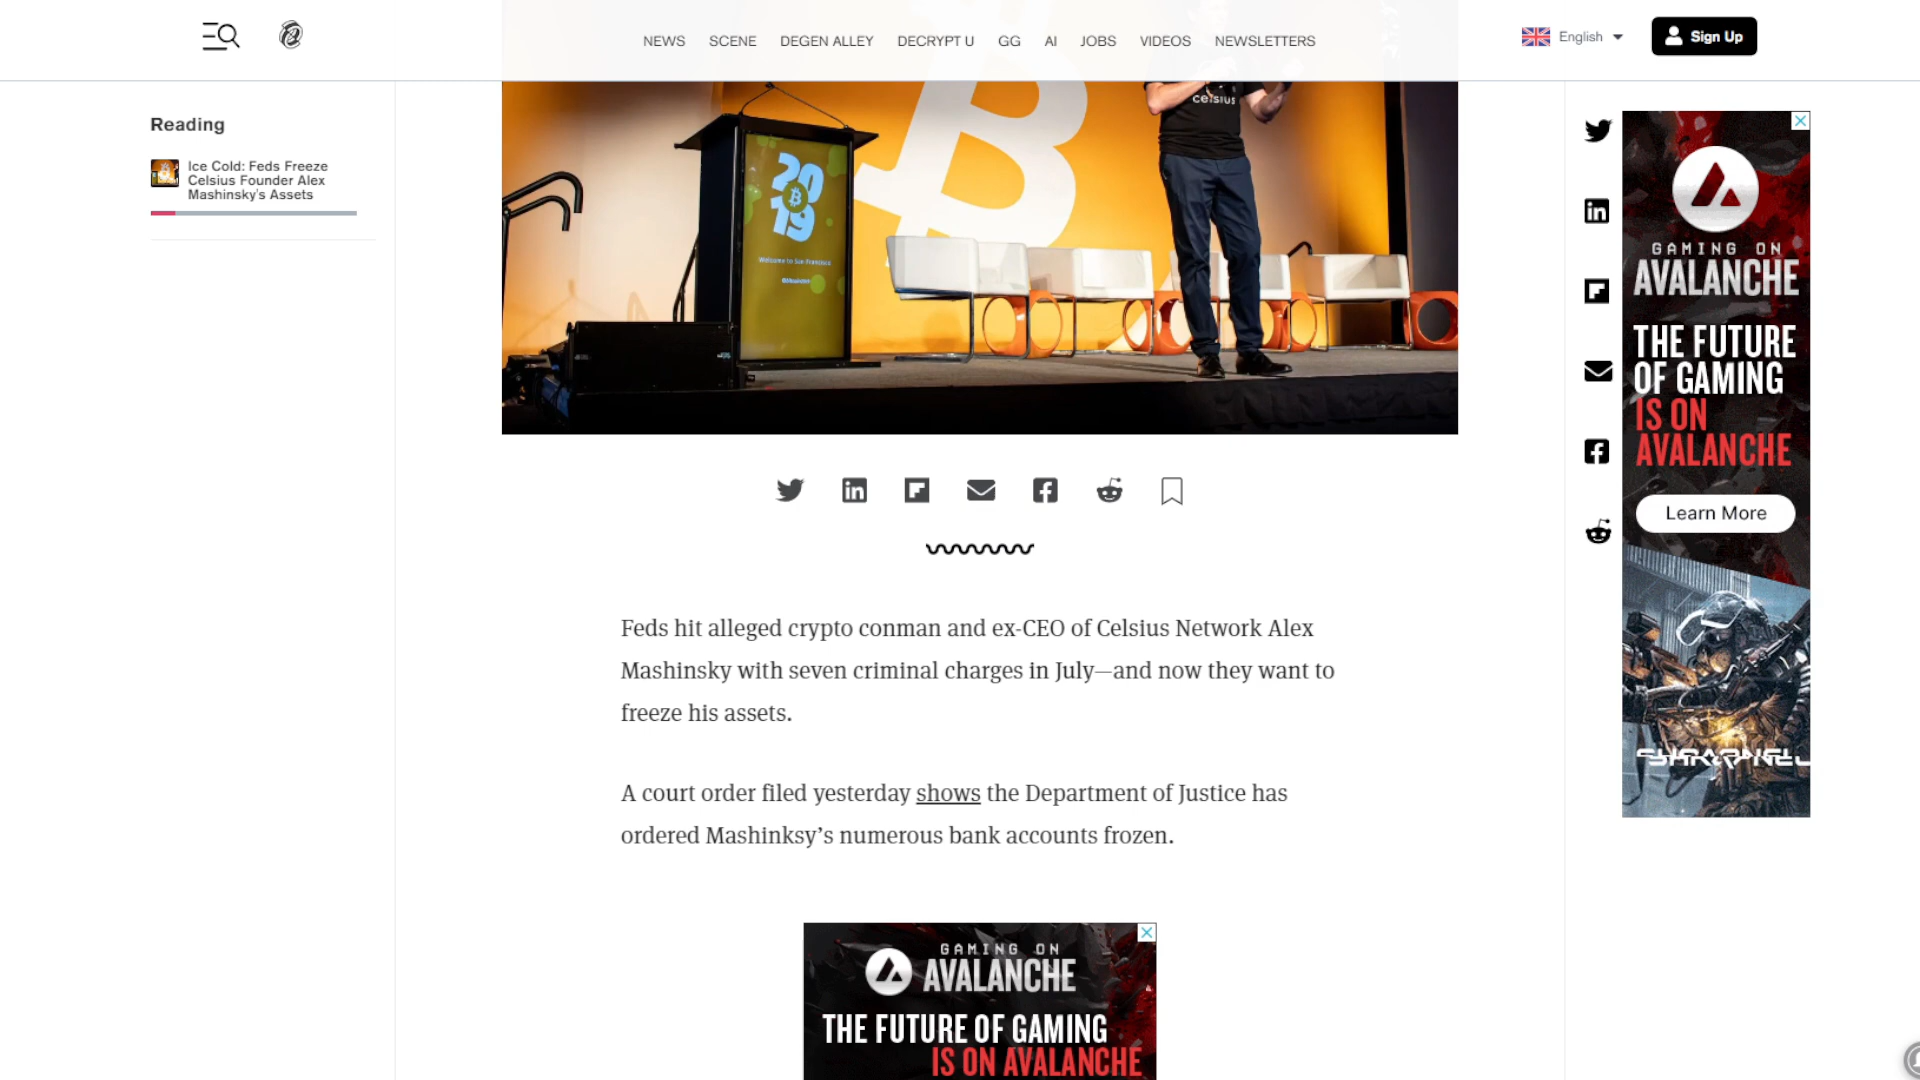 NEWS SCENE DEGEN ALLEY DECRYPT U GG AI JOBS VIDEOS NEWSLETTERS
English
Sign Up
Reading
Ice Cold: Feds Freeze
Celsius Founder Alex
Mashinsky's Assets
celsius
2019
Welcome to San Francisco
GAMING ON
AVALANCHE
THE FUTURE
OF GAMING
IS ON
AVALANCHE
Learn More
Feds hit alleged crypto conman and ex-CEO of Celsius Network Alex
Mashinsky with seven criminal charges in July—and now they want to
freeze his assets.
A court order filed yesterday shows the Department of Justice has
ordered Mashinksy’s numerous bank accounts frozen.
GAMING ON
AVALANCHE
THE FUTURE OF GAMING
IS ON AVALANCHE